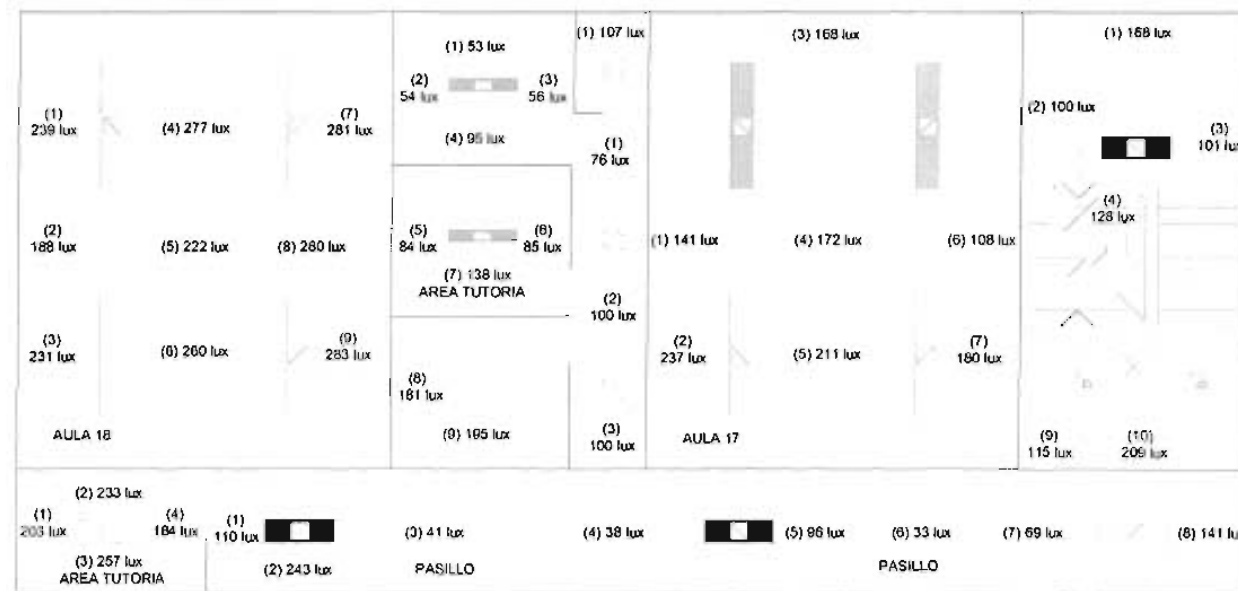 (1) 53 lux
(1) 107 lux
(3) 168 lux
(1) 168 lux
(2)
54 lux
(3)
56 lux
(1)
239 lux
(4) 277 lux
(7)
281 lux
(4) 95 lux
(1)
76 lux
(2) 100 lux
(3)
101 lux
(4)
128 lux
(2)
188 lux
(5) 222 lux
(8) 280 lux
(5)
84 lux
(6)
85 lux
(7) 138 lux
AREA TUTORIA
(1) 141 lux
(4) 172 lux
(6) 108 lux
(2)
100 lux
(3)
231 lux
(6) 260 lux
(9)
283 lux
(2)
237 lux
(5) 211 lux
(7)
180 lux
(8)
181 lux
AULA 18
(9) 195 lux
(3)
100 lux
AULA 17
(9)
115 lux
(10)
209 lux
(2) 233 lux
(1)
203 lux
(4)
184 lux
(3) 257 lux
AREA TUTORIA
(1)
110 lux
(2) 243 lux
(3) 41 lux
PASILLO
(4) 38 lux
(5) 96 lux
(6) 33 lux
PASILLO
(7) 69 lux
(8) 141 lu